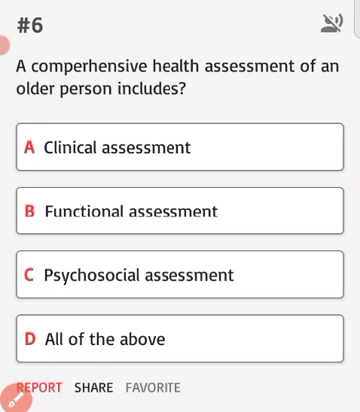 #6
A comperhensive health assessment of an
older person includes?
A Clinical assessment
B Functional assessment
C Psychosocial assessment
D All of the above
REPORT SHARE FAVORITE